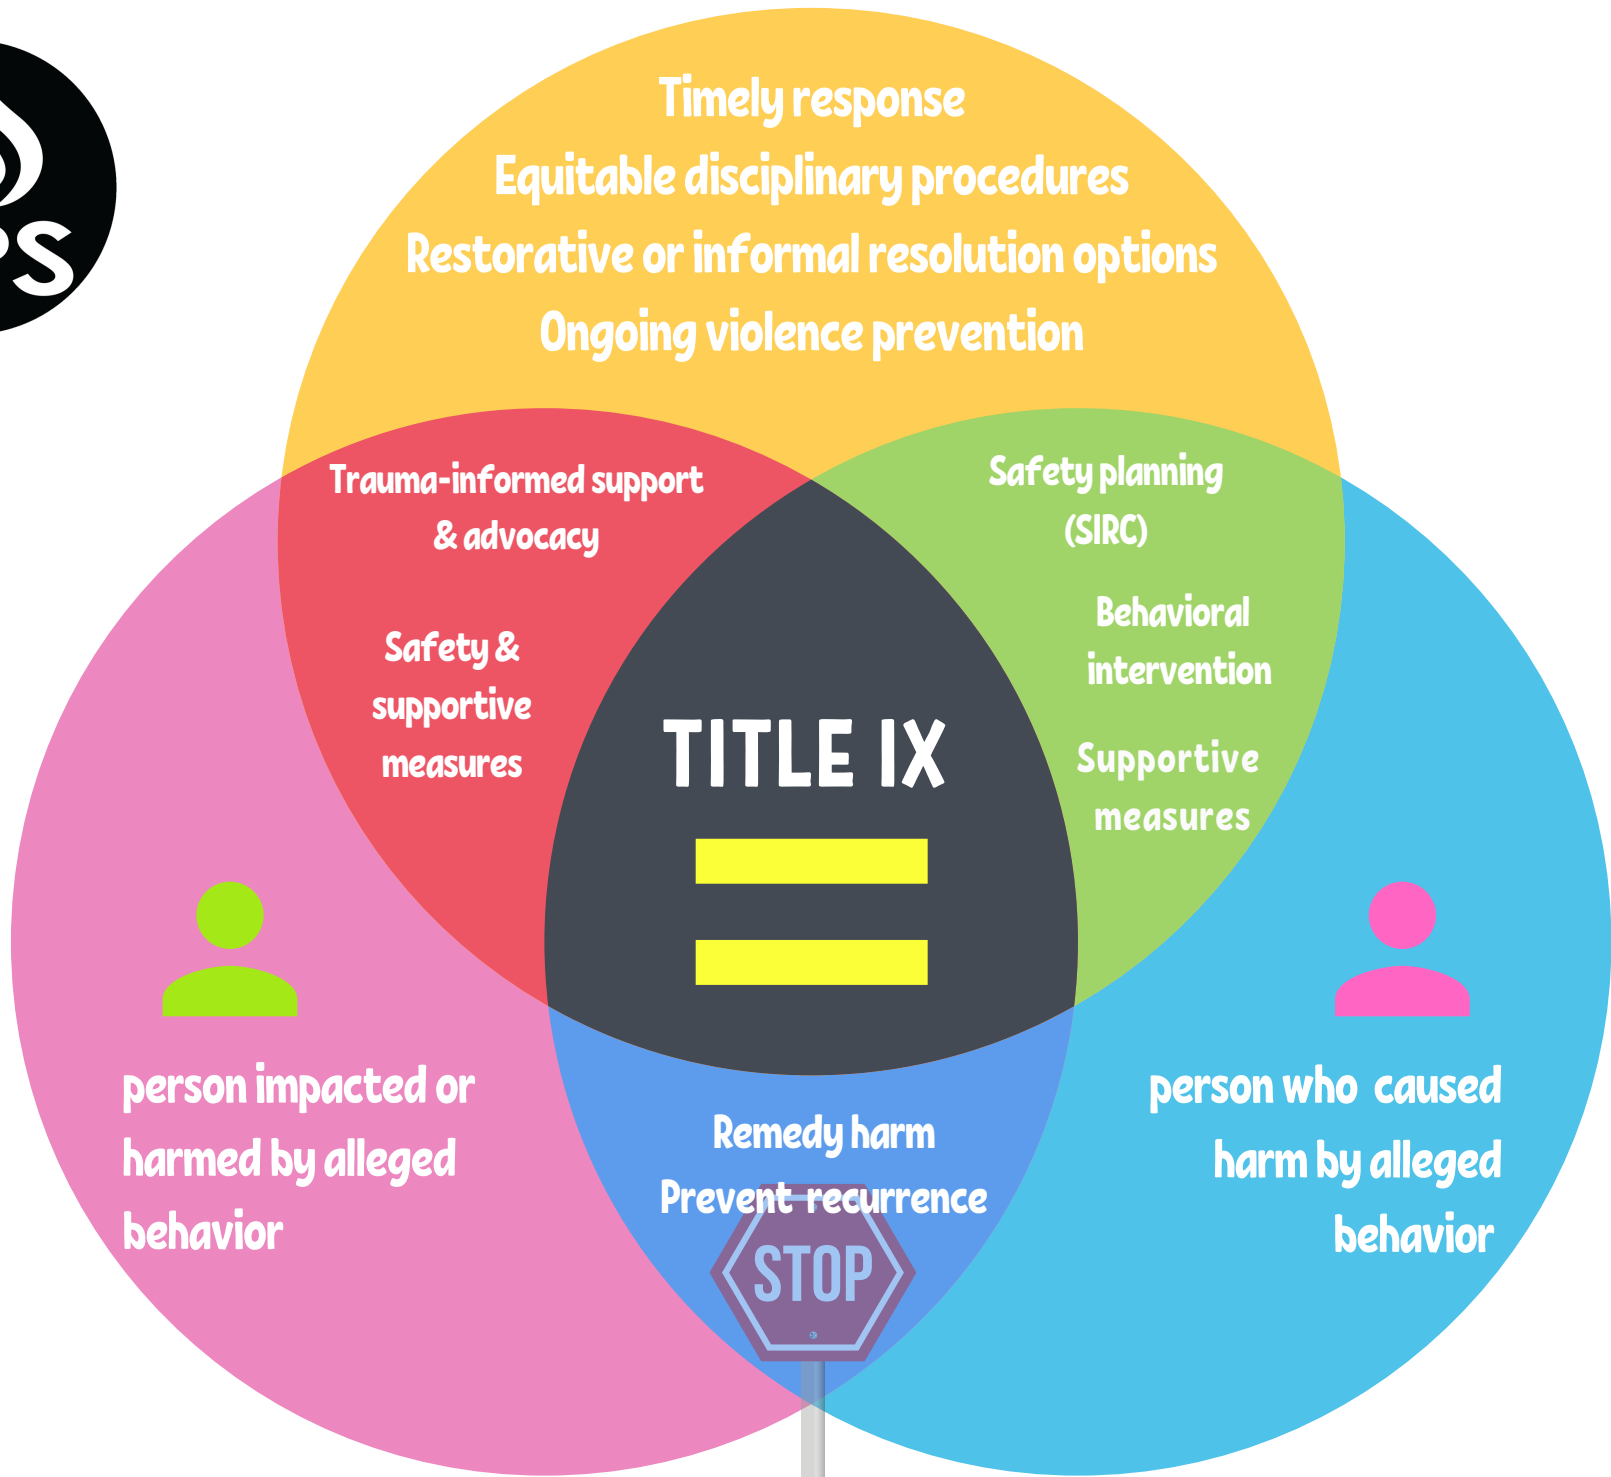 Timely response
Equitable disciplinary procedures
Restorative or informal resolution options
Ongoing violence prevention
Trauma-informed support
& advocacy
Safety &
supportive
measures
Safety planning
(SIRC)
Behavioral
intervention
Supportive
measures
TITLE IX
person impacted or
harmed by alleged
behavior
person who caused
harm by alleged
behavior
Remedy harm
Prevent recurrence
STOP